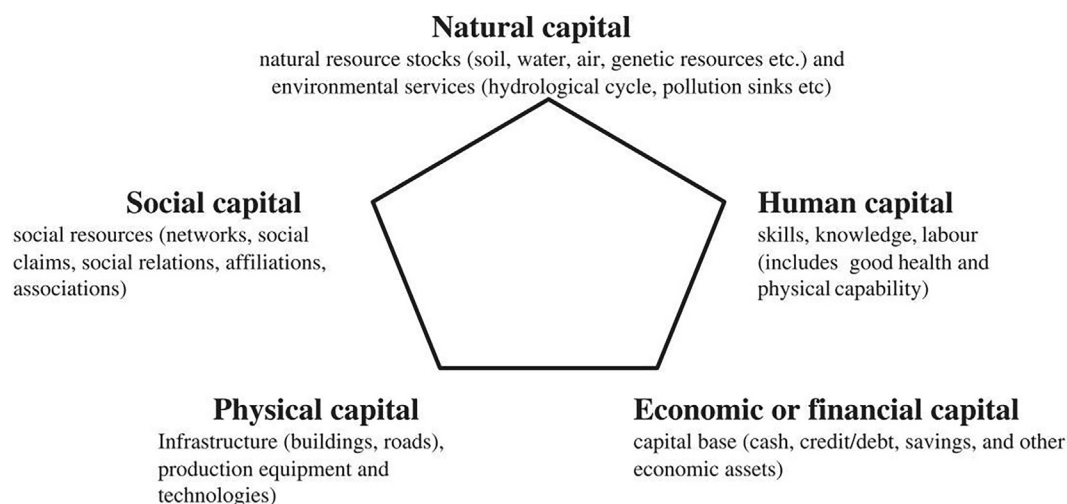 Natural capital
natural resource stocks (soil, water, air, genetic resources etc.) and
environmental services (hydrological cycle, pollution sinks etc)
Social capital
social resources (networks, social
claims, social relations, affiliations,
associations)
Human capital
skills, knowledge, labour
(includes good health and
physical capability)
Physical capital
Infrastructure (buildings, roads),
production equipment and
technologies)
Economic or financial capital
capital base (cash, credit/debt, savings, and other
economic assets)